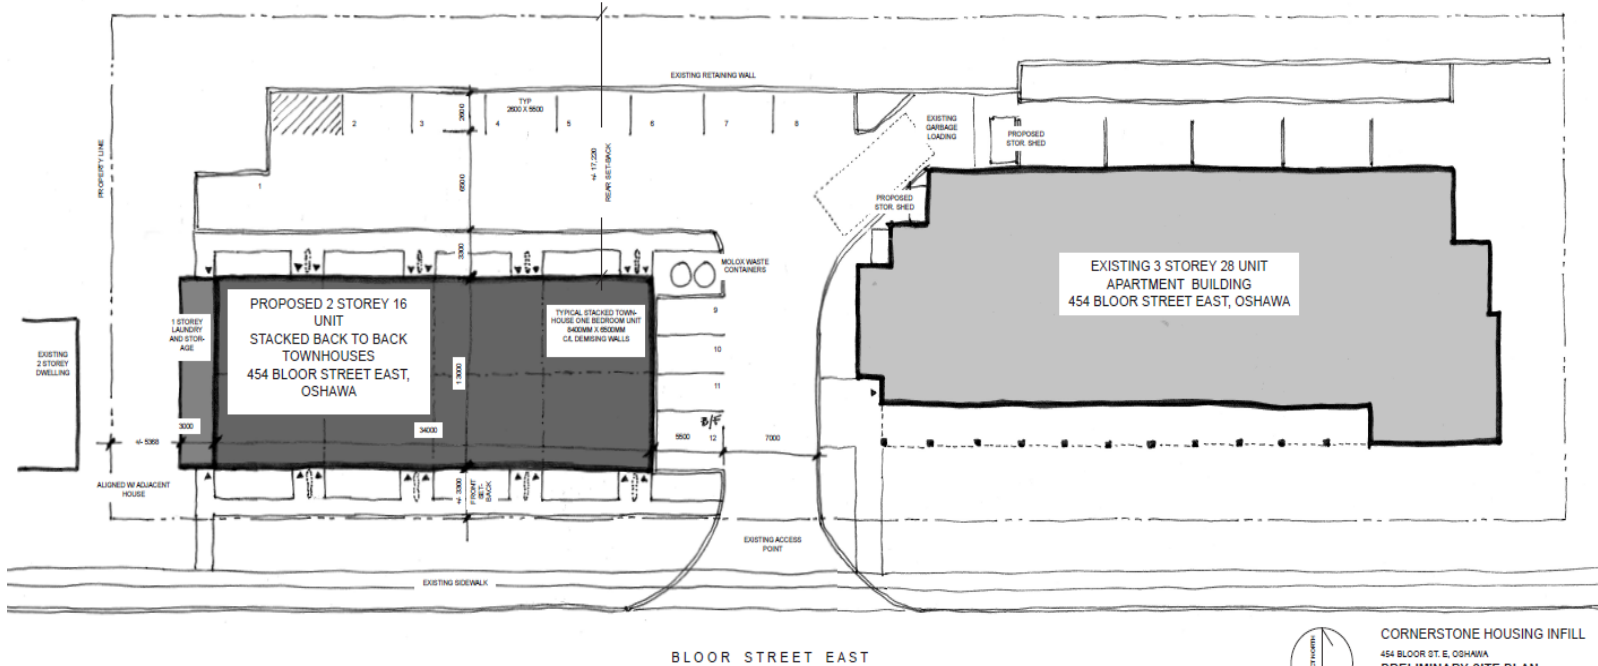 EXISTING RETAINING WALL
TYP
2600 X 5500
2
3
4
5
6
7
8
2600
EXISTING
GARBAGE
LOADING
PROPOSED
STOR. SHED
PROPERTY LINE
+/- 17,220
REAR SET-BACK
1
6500
PROPOSED
STOR. SHED
3300
MOLOX WASTE
CONTAINERS
EXISTING 3 STOREY 28 UNIT
APARTMENT BUILDING
454 BLOOR STREET EAST, OSHAWA
PROPOSED 2 STOREY 16
UNIT
STACKED BACK TO BACK
TOWNHOUSES
454 BLOOR STREET EAST,
OSHAWA
TYPICAL STACKED TOWN-
HOUSE ONE BEDROOM UNIT
8400MM X 6500MM
C/L DEMISING WALLS
1 STOREY
LAUNDRY
AND STOR-
AGE
EXISTING
2 STOREY
DWELLING
9
10
11
13000
B/F
12
3000
34000
+/- 5368
5500
7000
ALIGNED W/ ADJACENT
HOUSE
+/- 3300
FRONT
SET-
BACK
EXISTING ACCESS
POINT
EXISTING SIDEWALK
BLOOR STREET EAST
CORNERSTONE HOUSING INFILL
454 BLOOR ST. E, OSHAWA
PRELIMINARY SITE PLAN